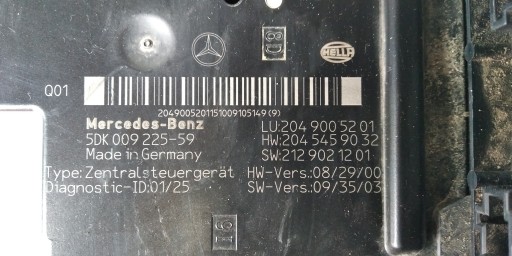 HELLA
Q01
2049005201151009105149(9)
Mercedes-Benz
5DK 009 225-59
Made in Germany
Type:Zentralsteuergerät
Diagnostic-ID:01/25
LU:204 900 52 01
HW:204 545 90 32
SW:212 902 12 01
HW-Vers:08/29/00
SW-Vers:09/35/03
16